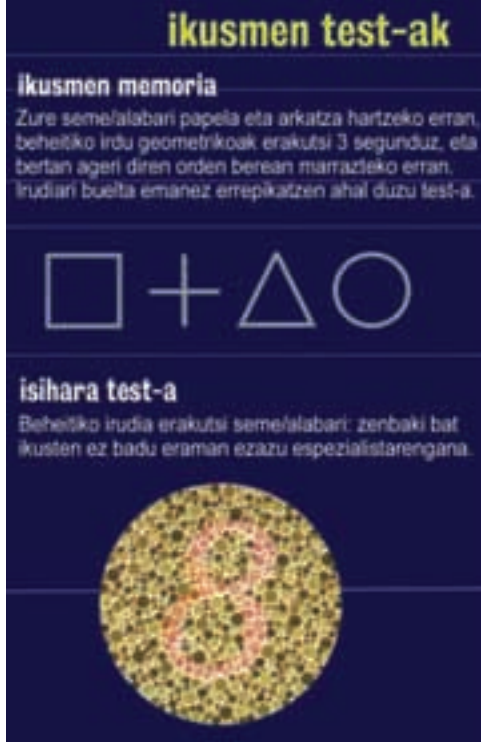 ikusmen test-ak
ikusmen memoria
Zure seme/alabari papela eta arkatza hartzeko erran,
beheitiko irdu geometrikoak erakutsi 3 segunduz, eta
bertan ageri diren orden berean marrazteko erran.
Irudiari buelta emanez errepikatzen ahal duzu test-a.
isihara test-a
Beheitiko irudia erakutsi seme/alabari: zenbaki bat
ikusten ez badu eraman ezazu espezialistarengana.
8